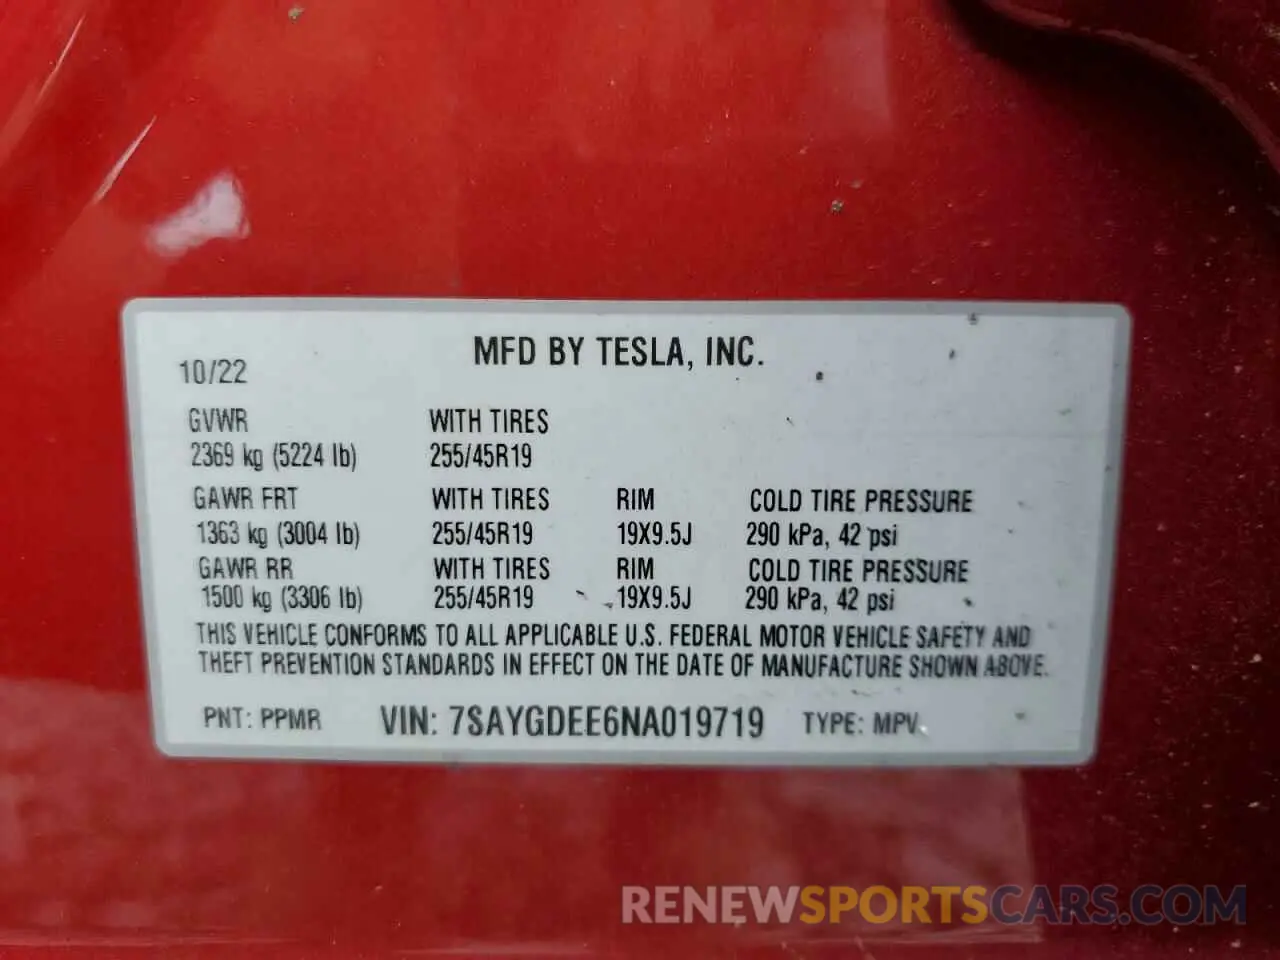 MFD BY TESLA, INC.
10/22
GVWR WITH TIRES
2369 kg (5224 lb) 255/45R19
GAWR FRT WITH TIRES RIM COLD TIRE PRESSURE
1363 kg (3004 lb) 255/45R19 19X9.5J 290 kPa, 42 psi
GAWR RR WITH TIRES RIM COLD TIRE PRESSURE
1500 kg (3306 lb) 255/45R19 19X9.5J 290 kPa, 42 psi
THIS VEHICLE CONFORMS TO ALL APPLICABLE U.S. FEDERAL MOTOR VEHICLE SAFETY AND
THEFT PREVENTION STANDARDS IN EFFECT ON THE DATE OF MANUFACTURE SHOWN ABOVE.
PNT: PPMR VIN: 7SAYGDEE6NA019719 TYPE: MPV
RENEWSPORTSCARS.COM